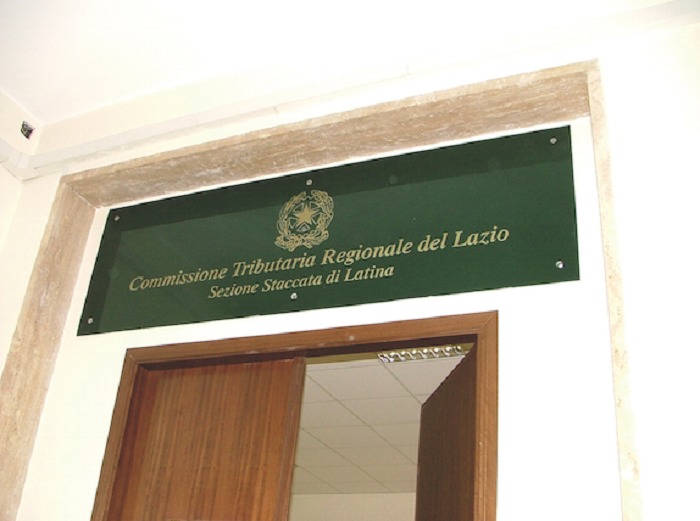 Commissione Tributaria Regionale del Lazio
Sezione Staccata di Latina